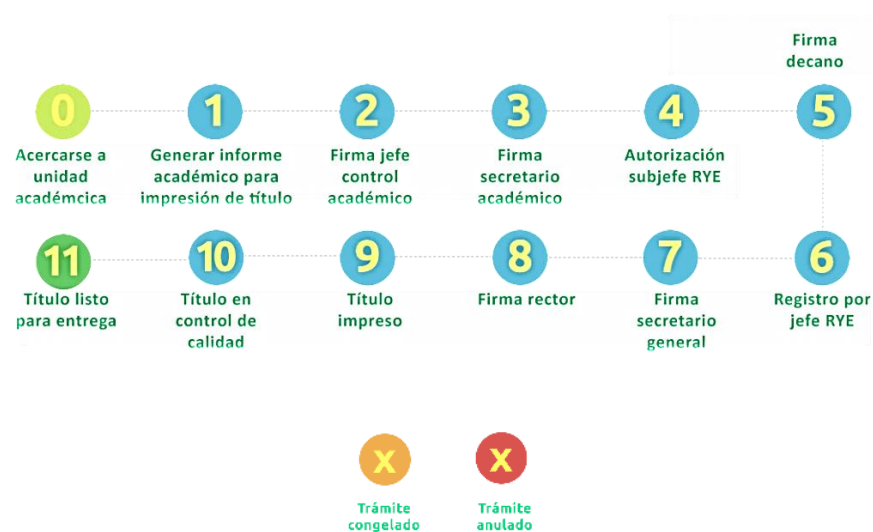 Firma
decano
0
1
2
3
4
5
Acercarse a
unidad
académcica
Generar informe
académico para
impresión de título
Firma jefe
control
académico
Firma
secretario
académico
Autorización
subjefe RYE
11
10
9
8
7
6
Título listo
para entrega
Título en
control de
calidad
Título
impreso
Firma rector
Firma
secretario
general
Registro por
jefe RYE
X
X
Trámite
congelado
Trámite
anulado